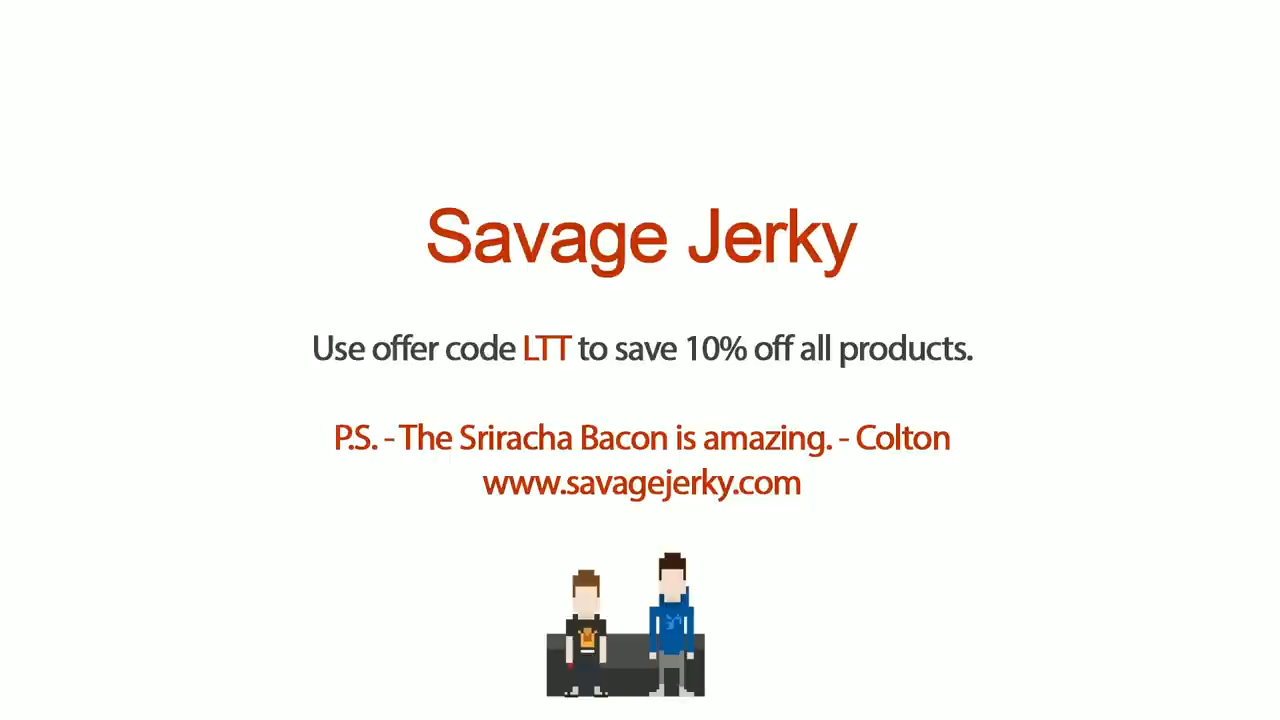 Savage Jerky
Use offer code LTT to save 10% off all products.
P.S. - The Sriracha Bacon is amazing. - Colton
www.savagejerky.com